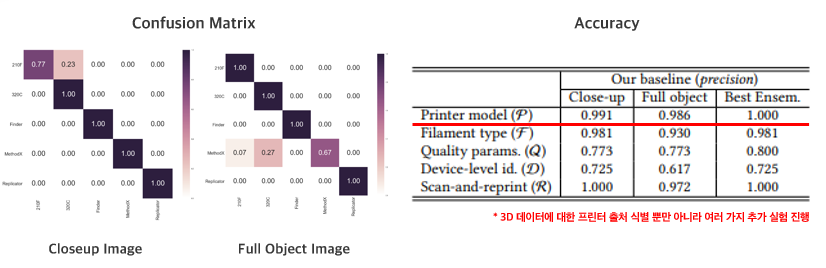 Confusion Matrix
Accuracy
210F 0.77 0.23 0.00 0.00 0.00
320C 0.00 1.00 0.00 0.00 0.00
Finder 0.00 0.00 1.00 0.00 0.00
MethodX 0.00 0.00 0.00 1.00 0.00
Replicator 0.00 0.00 0.00 0.00 1.00
210F 320C Finder MethodX Replicator
Closeup Image
210F 1.00 0.00 0.00 0.00 0.00
320C 0.00 1.00 0.00 0.00 0.00
Finder 0.00 0.00 1.00 0.00 0.00
MethodX 0.07 0.27 0.00 0.67 0.00
Replicator 0.00 0.00 0.00 0.00 1.00
210F 320C Finder MethodX Replicator
Full Object Image
Our baseline (precision)
Close-up Full object Best Ensem.
Printer model (P) 0.991 0.986 1.000
Filament type (F) 0.981 0.930 0.981
Quality params. (Q) 0.773 0.773 0.800
Device-level id. (D) 0.725 0.617 0.725
Scan-and-reprint (R) 1.000 0.972 1.000
* 3D 데이터에 대한 프린터 출처 식별 뿐만 아니라 여러 가지 추가 실험 진행